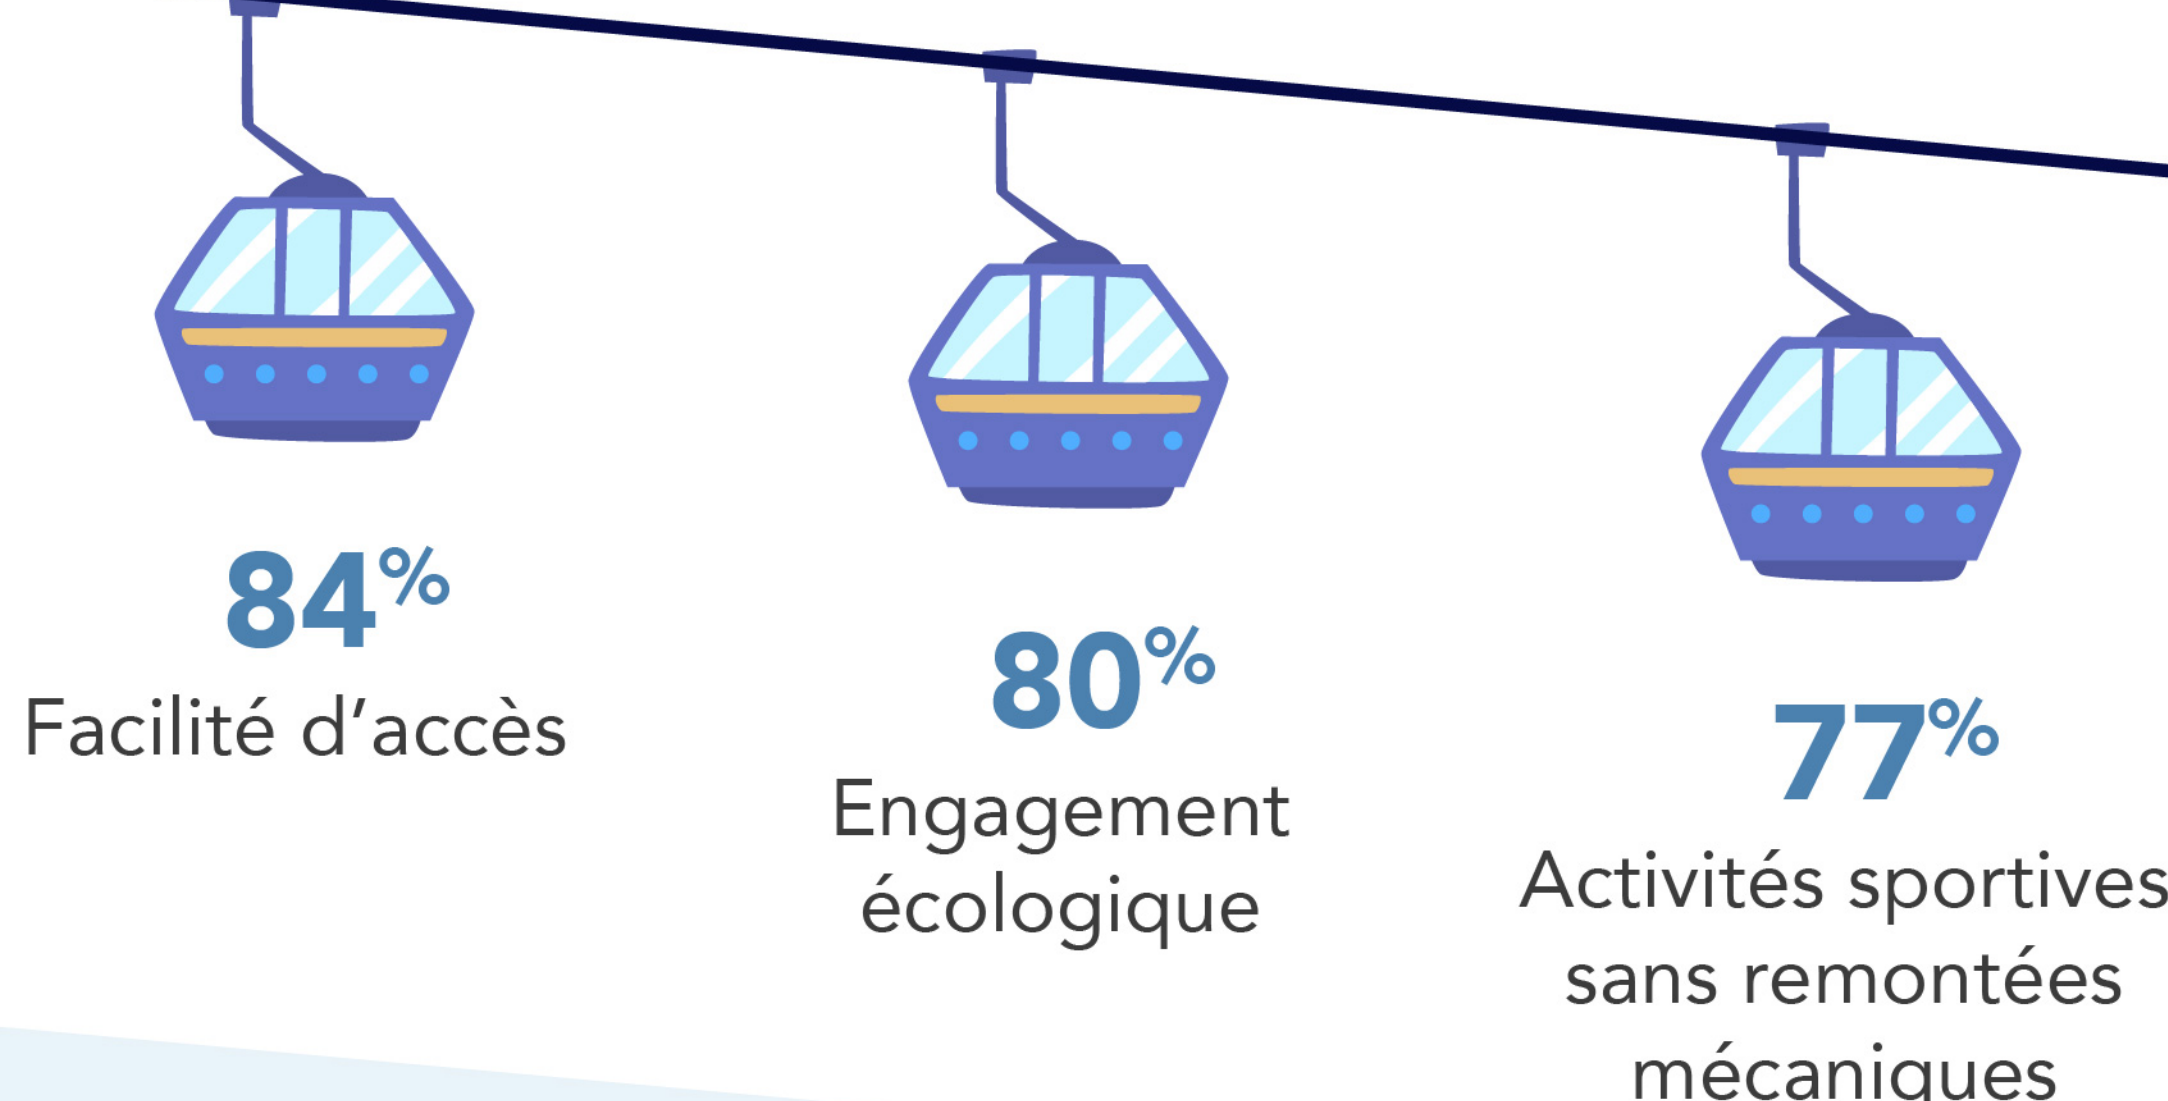 84%
Facilité d’accès
80%
Engagement
écologique
77%
Activités sportives
sans remontées
mécaniques